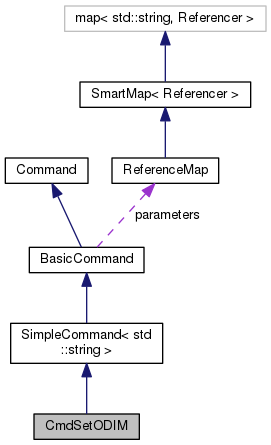 map< std::string, Referencer >
SmartMap< Referencer >
Command
ReferenceMap
parameters
BasicCommand
SimpleCommand< std
::string >
CmdSetODIM